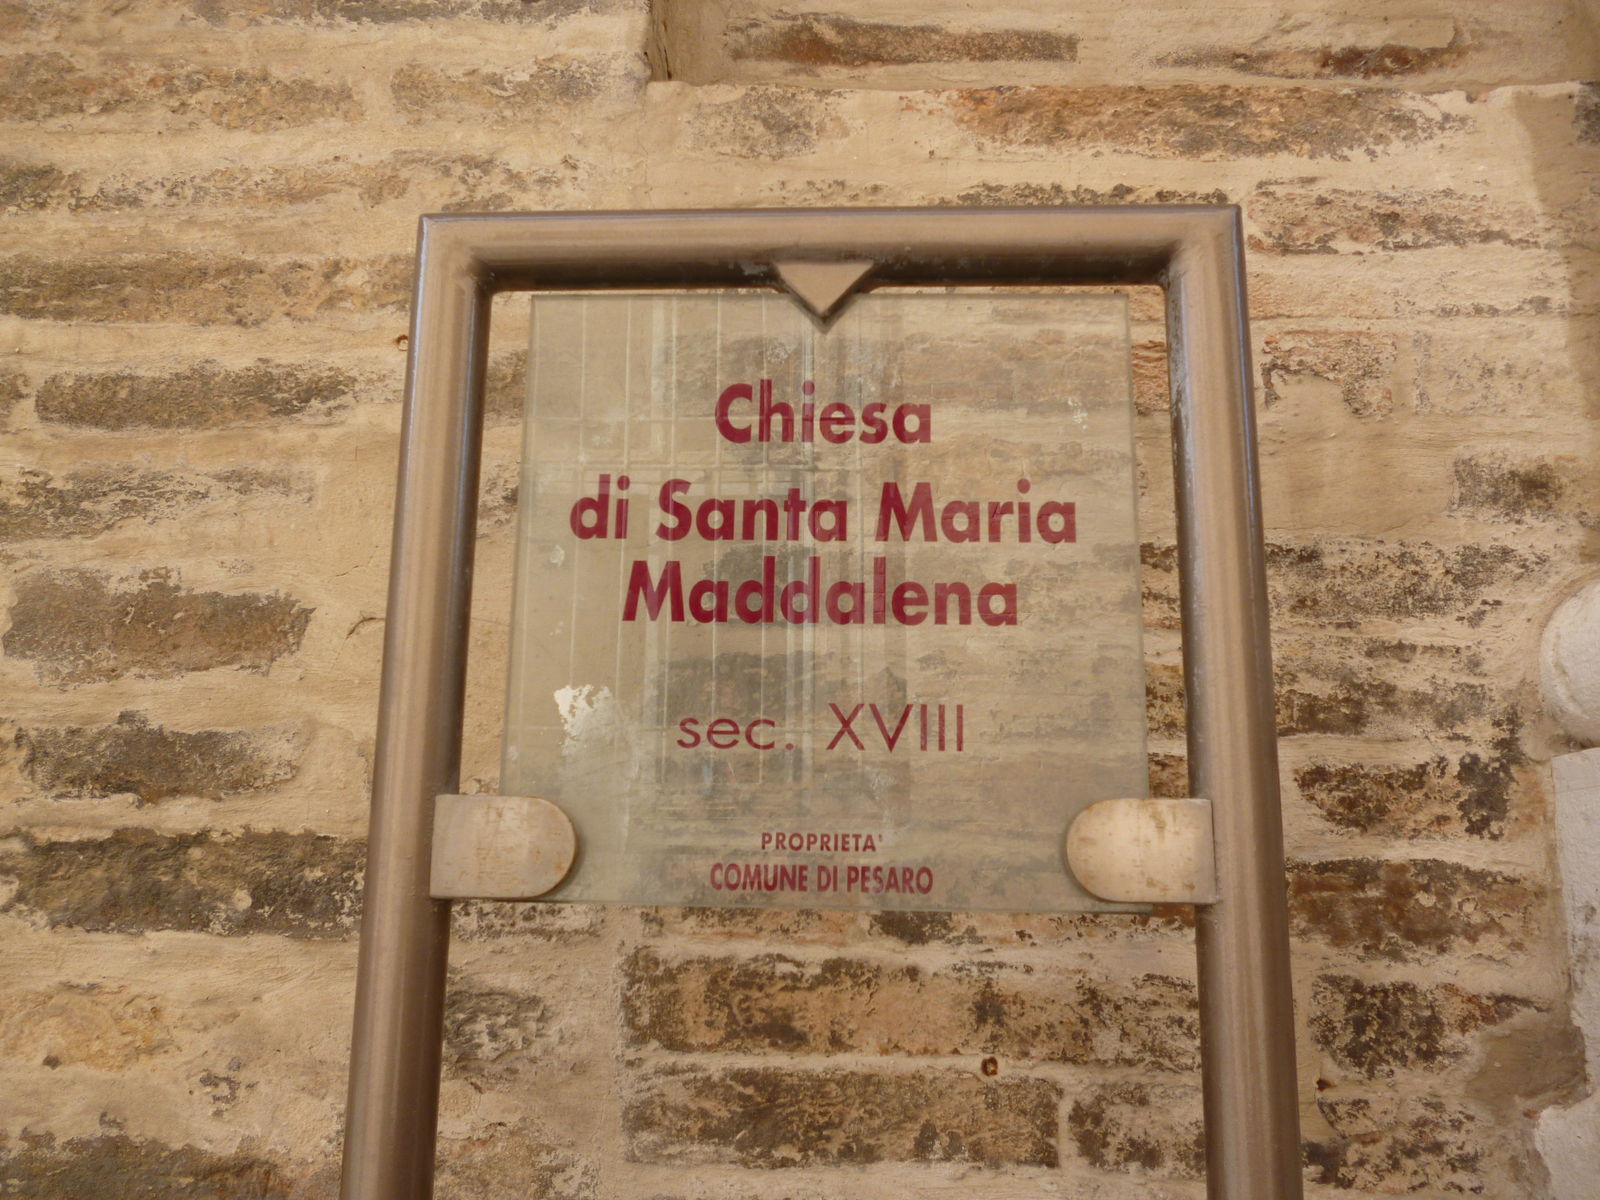 Chiesa
di Santa Maria
Maddalena
sec. XVIII
PROPRIETA'
COMUNE DI PESARO